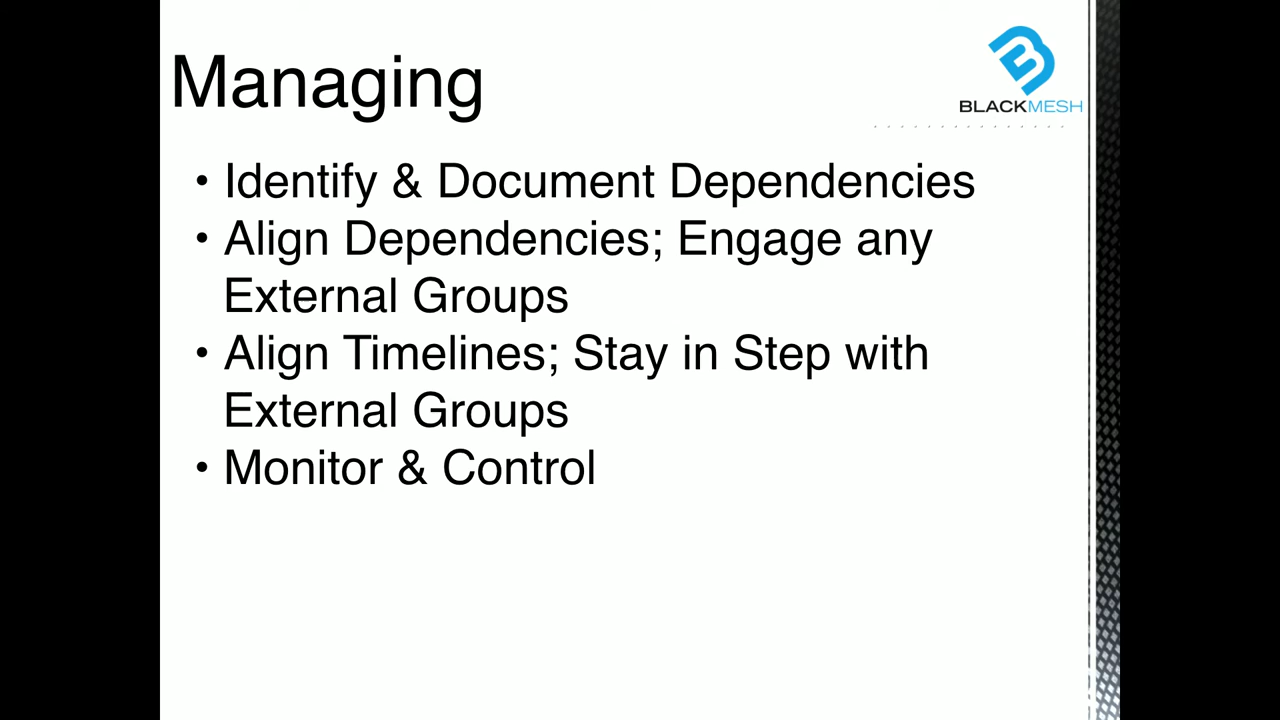 Managing
BLACKMESH
• Identify & Document Dependencies
• Align Dependencies; Engage any
External Groups
• Align Timelines; Stay in Step with
External Groups
• Monitor & Control